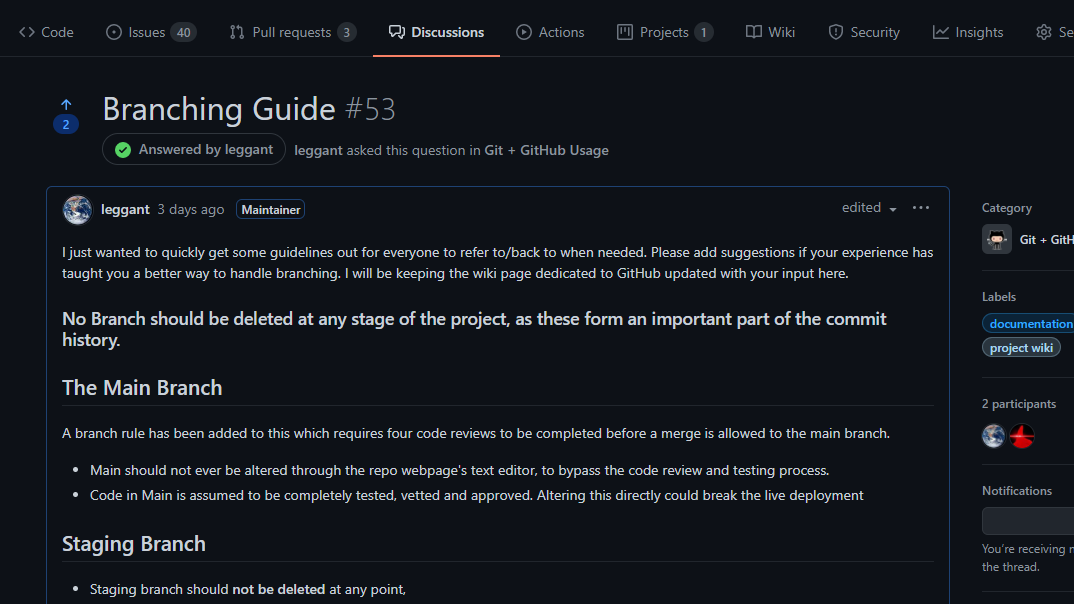 Code Issues 40 Pull requests 3 Discussions Actions Projects 1 Wiki Security Insights Se
Branching Guide #53
2
Answered by leggant leggant asked this question in Git + GitHub Usage
leggant 3 days ago Maintainer edited
I just wanted to quickly get some guidelines out for everyone to refer to/back to when needed. Please add suggestions if your experience has
taught you a better way to handle branching. I will be keeping the wiki page dedicated to GitHub updated with your input here.
No Branch should be deleted at any stage of the project, as these form an important part of the commit
history.
The Main Branch
A branch rule has been added to this which requires four code reviews to be completed before a merge is allowed to the main branch.
• Main should not ever be altered through the repo webpage's text editor, to bypass the code review and testing process.
• Code in Main is assumed to be completely tested, vetted and approved. Altering this directly could break the live deployment
Staging Branch
• Staging branch should not be deleted at any point,
Category
Git + GitH
Labels
documentation
project wiki
2 participants
Notifications
You're receiving n
the thread.